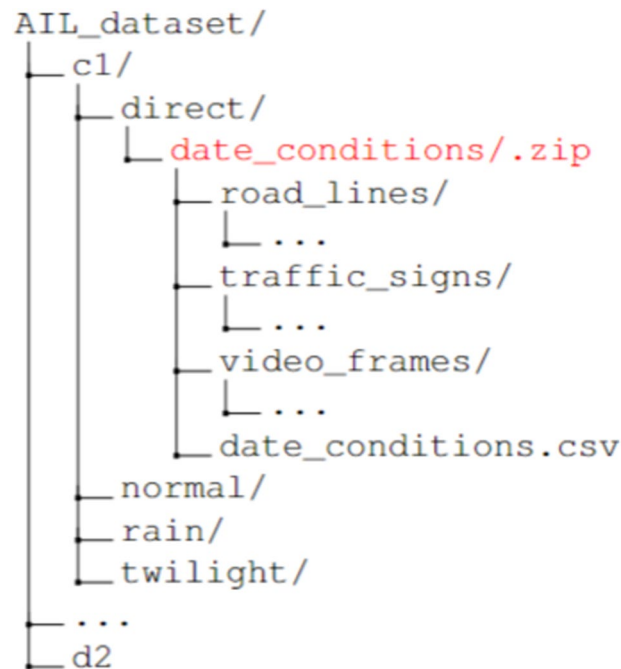 AIL_dataset/
c1/
direct/
date_conditions/.zip
road_lines/
...
traffic_signs/
...
video_frames/
...
date_conditions.csv
normal/
rain/
twilight/
...
d2